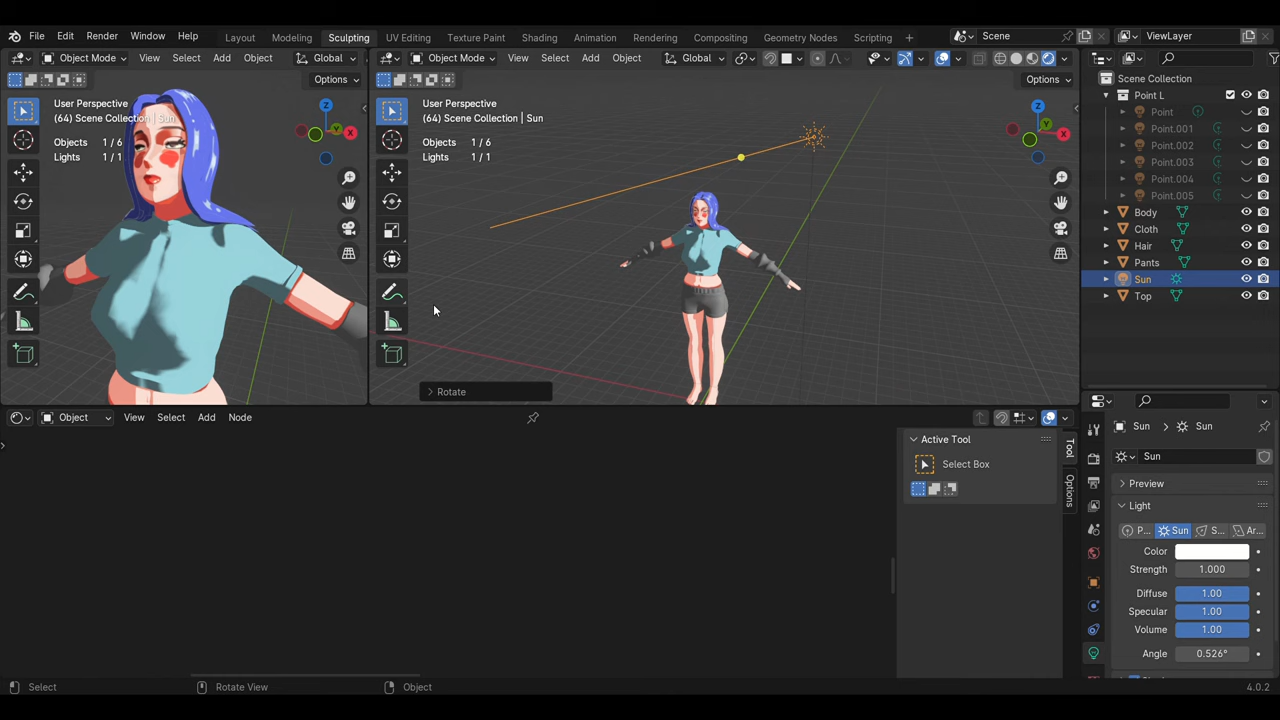 File Edit Render Window Help Layout Modeling Sculpting UV Editing Texture Paint Shading Animation Rendering Compositing Geometry Nodes Scripting Scene ViewLayer
Object Mode View Select Add Object Global
Object Mode View Select Add Object Global
Options
Options
User Perspective
(64) Scene Collection | Sun
Objects 1/6
Lights 1/1
Z
X
User Perspective
(64) Scene Collection | Sun
Objects 1/6
Lights 1/1
Z
Y
X
Rotate
Scene Collection
Point L
Point
Point.001
Point.002
Point.003
Point.004
Point.005
Body
Cloth
Hair
Pants
Sun
Top
Object View Select Add Node
Active Tool
Select Box
Tool
Options
Sun Sun
Sun
Preview
Light
P... Sun S... Ar...
Color
Strength 1.000
Diffuse 1.00
Specular 1.00
Volume 1.00
Angle 0.526°
Select Rotate View Object 4.0.2